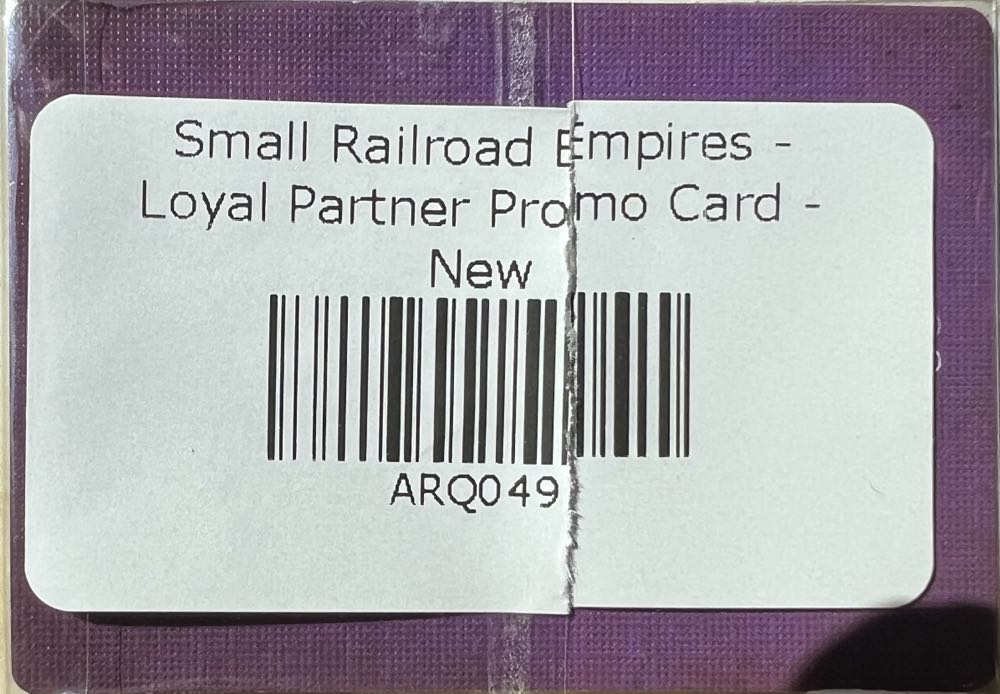 Small Railroad Empires -
Loyal Partner Promo Card -
New
ARQ049